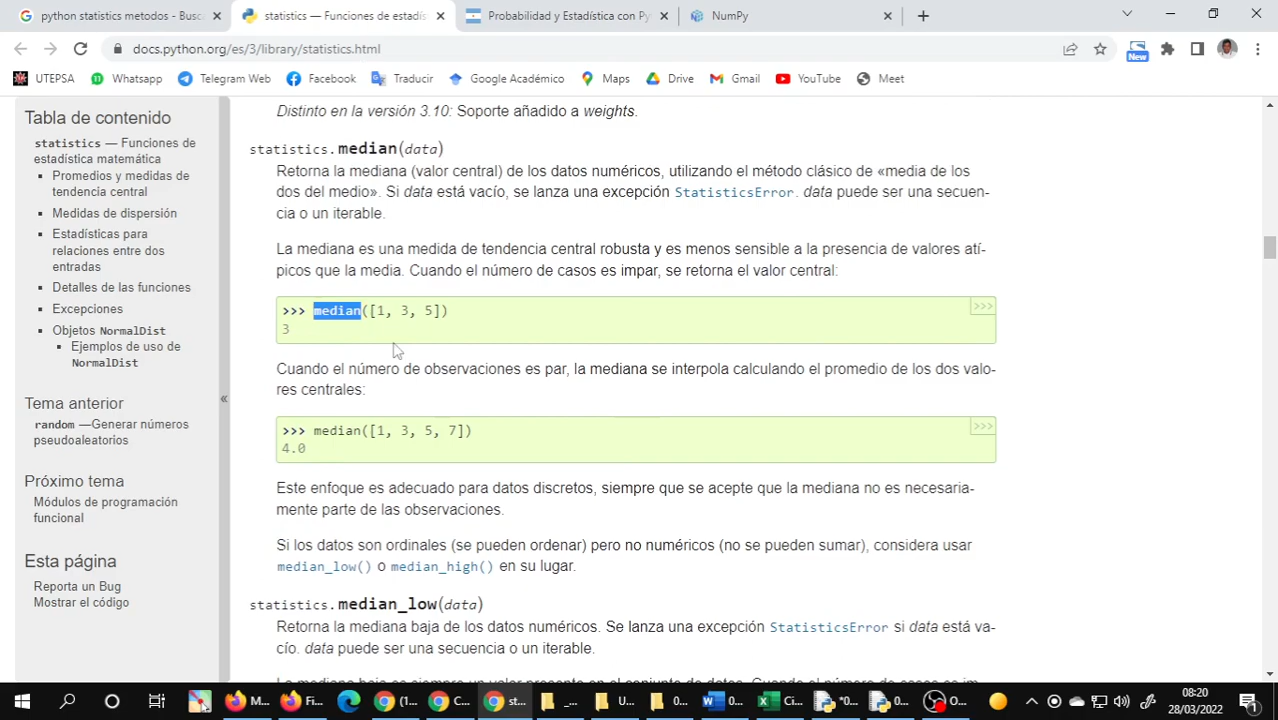 python statistics metodos - Busc
statistics — Funciones de estadís
Probabilidad y Estadística con Py
NumPy
docs.python.org/es/3/library/statistics.html
New
UTEPSA
Whatsapp
Telegram Web
Facebook
Traducir
Google Académico
Maps
Drive
Gmail
YouTube
Meet
Tabla de contenido
statistics — Funciones de
estadística matemática
Promedios y medidas de
tendencia central
Medidas de dispersión
Estadísticas para
relaciones entre dos
entradas
Detalles de las funciones
Excepciones
Objetos NormalDist
Ejemplos de uso de
NormalDist
Tema anterior
random —Generar números
pseudoaleatorios
Próximo tema
Módulos de programación
funcional
Esta página
Reporta un Bug
Mostrar el código
«
Distinto en la versión 3.10: Soporte añadido a weights.
statistics.median(data)
Retorna la mediana (valor central) de los datos numéricos, utilizando el método clásico de «media de los
dos del medio». Si data está vacío, se lanza una excepción StatisticsError. data puede ser una secuen-
cia o un iterable.
La mediana es una medida de tendencia central robusta y es menos sensible a la presencia de valores atí-
picos que la media. Cuando el número de casos es impar, se retorna el valor central:
>>> median([1, 3, 5])
>>>
3
Cuando el número de observaciones es par, la mediana se interpola calculando el promedio de los dos valo-
res centrales:
>>> median([1, 3, 5, 7])
>>>
4.0
Este enfoque es adecuado para datos discretos, siempre que se acepte que la mediana no es necesaria-
mente parte de las observaciones.
Si los datos son ordinales (se pueden ordenar) pero no numéricos (no se pueden sumar), considera usar
median_low() o median_high() en su lugar.
statistics.median_low(data)
Retorna la mediana baja de los datos numéricos. Se lanza una excepción StatisticsError si data está va-
cío. data puede ser una secuencia o un iterable.
M...
Fi...
(1...
C...
st...
_...
U...
0...
0...
Ci...
*0...
0...
O...
08:20
28/03/2022
1